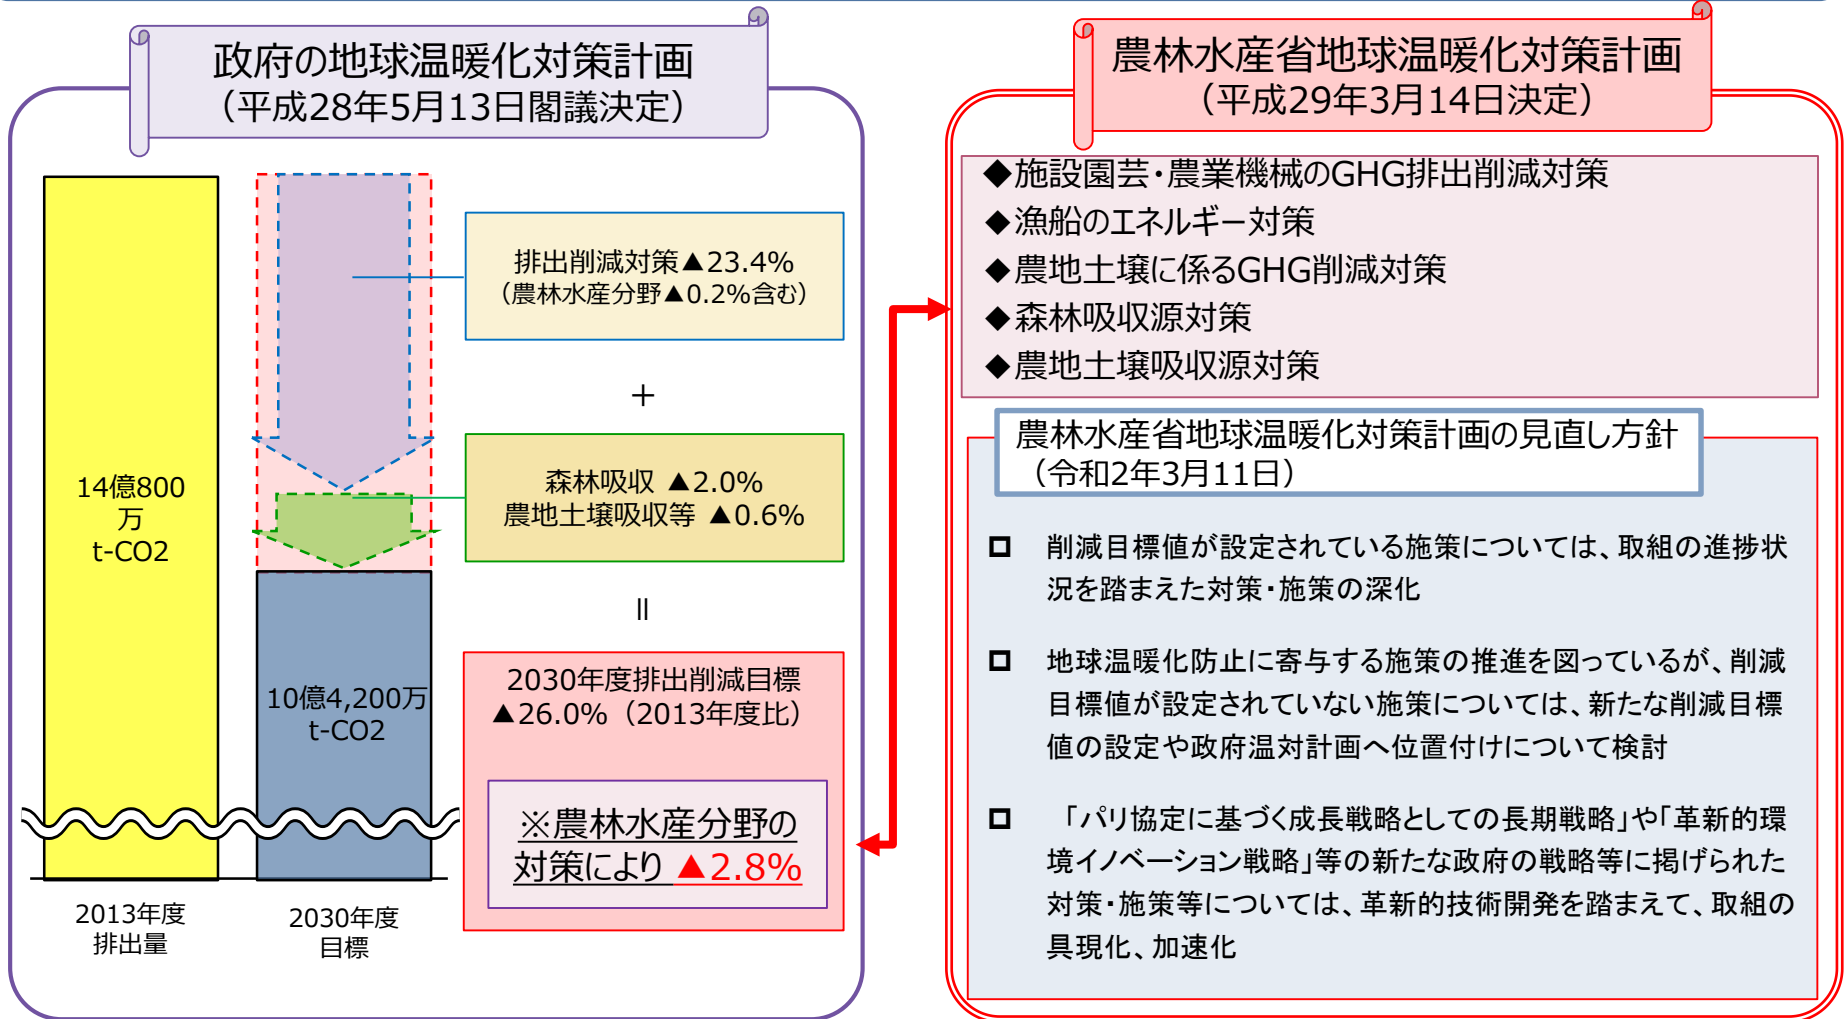 政府の地球温暖化対策計画
（平成28年5月13日閣議決定）
14億800
万
t-CO2
10億4,200万
t-CO2
2013年度
排出量
2030年度
目標
排出削減対策▲23.4%
（農林水産分野▲0.2%含む）
＋
森林吸収 ▲2.0%
農地土壌吸収等 ▲0.6%
＝
2030年度排出削減目標
▲26.0%（2013年度比）
※農林水産分野の
対策により ▲2.8%
農林水産省地球温暖化対策計画
（平成29年3月14日決定）
◆施設園芸・農業機械のGHG排出削減対策
◆漁船のエネルギー対策
◆農地土壌に係るGHG削減対策
◆森林吸収源対策
◆農地土壌吸収源対策
農林水産省地球温暖化対策計画の見直し方針
（令和2年3月11日）
削減目標値が設定されている施策については、取組の進捗状
況を踏まえた対策・施策の深化
地球温暖化防止に寄与する施策の推進を図っているが、削減
目標値が設定されていない施策については、新たな削減目標
値の設定や政府温対計画へ位置付けについて検討
「パリ協定に基づく成長戦略としての長期戦略」や「革新的環
境イノベーション戦略」等の新たな政府の戦略等に掲げられた
対策・施策等については、革新的技術開発を踏まえて、取組の
具現化、加速化